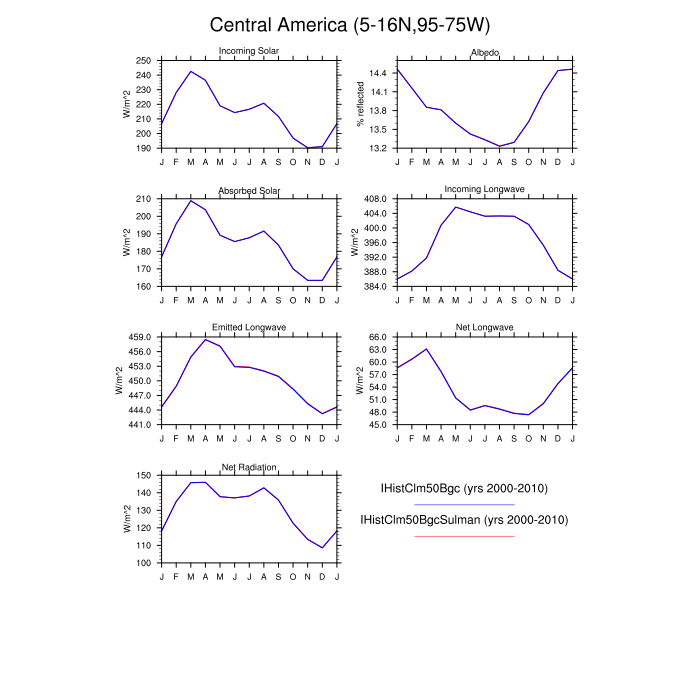 Central America (5-16N,95-75W)
Incoming Solar
W/m^2
250
240
230
220
210
200
190
J F M A M J J A S O N D J
Albedo
% reflected
14.4
14.1
13.8
13.5
13.2
J F M A M J J A S O N D J
Absorbed Solar
W/m^2
210
200
190
180
170
160
J F M A M J J A S O N D J
Incoming Longwave
W/m^2
408.0
404.0
400.0
396.0
392.0
388.0
384.0
J F M A M J J A S O N D J
Emitted Longwave
W/m^2
459.0
456.0
453.0
450.0
447.0
444.0
441.0
J F M A M J J A S O N D J
Net Longwave
W/m^2
66.0
63.0
60.0
57.0
54.0
51.0
48.0
45.0
J F M A M J J A S O N D J
Net Radiation
W/m^2
150
140
130
120
110
100
J F M A M J J A S O N D J
IHistClm50Bgc (yrs 2000-2010)
IHistClm50BgcSulman (yrs 2000-2010)